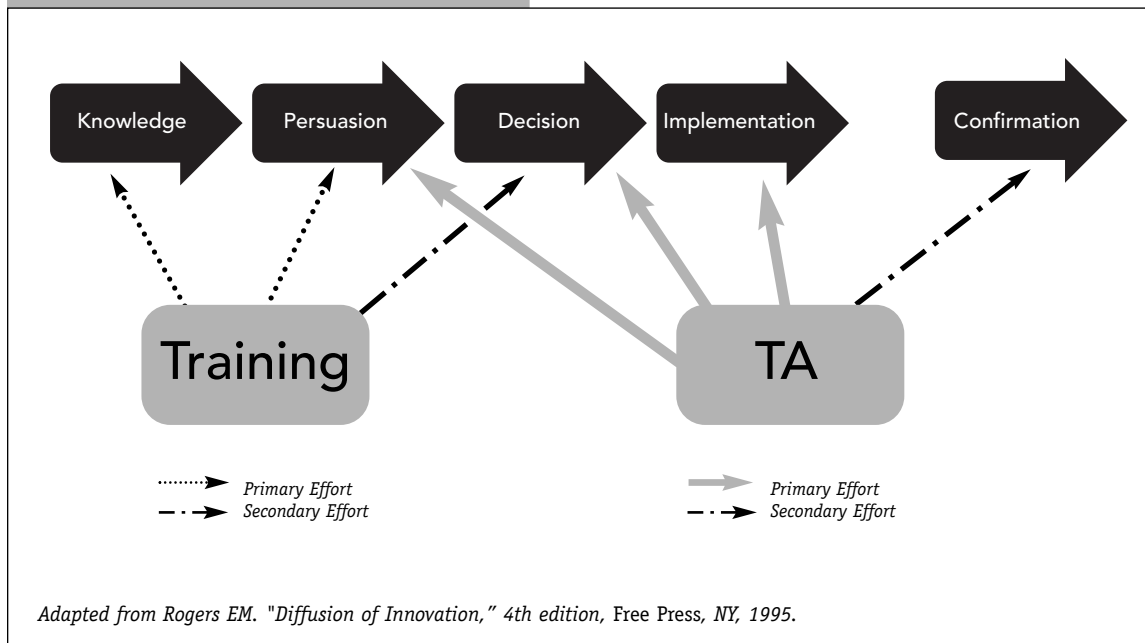 Knowledge
Persuasion
Decision
Implementation
Confirmation
Training
TA
Primary Effort
Secondary Effort
Primary Effort
Secondary Effort
Adapted from Rogers EM. "Diffusion of Innovation,” 4th edition, Free Press, NY, 1995.